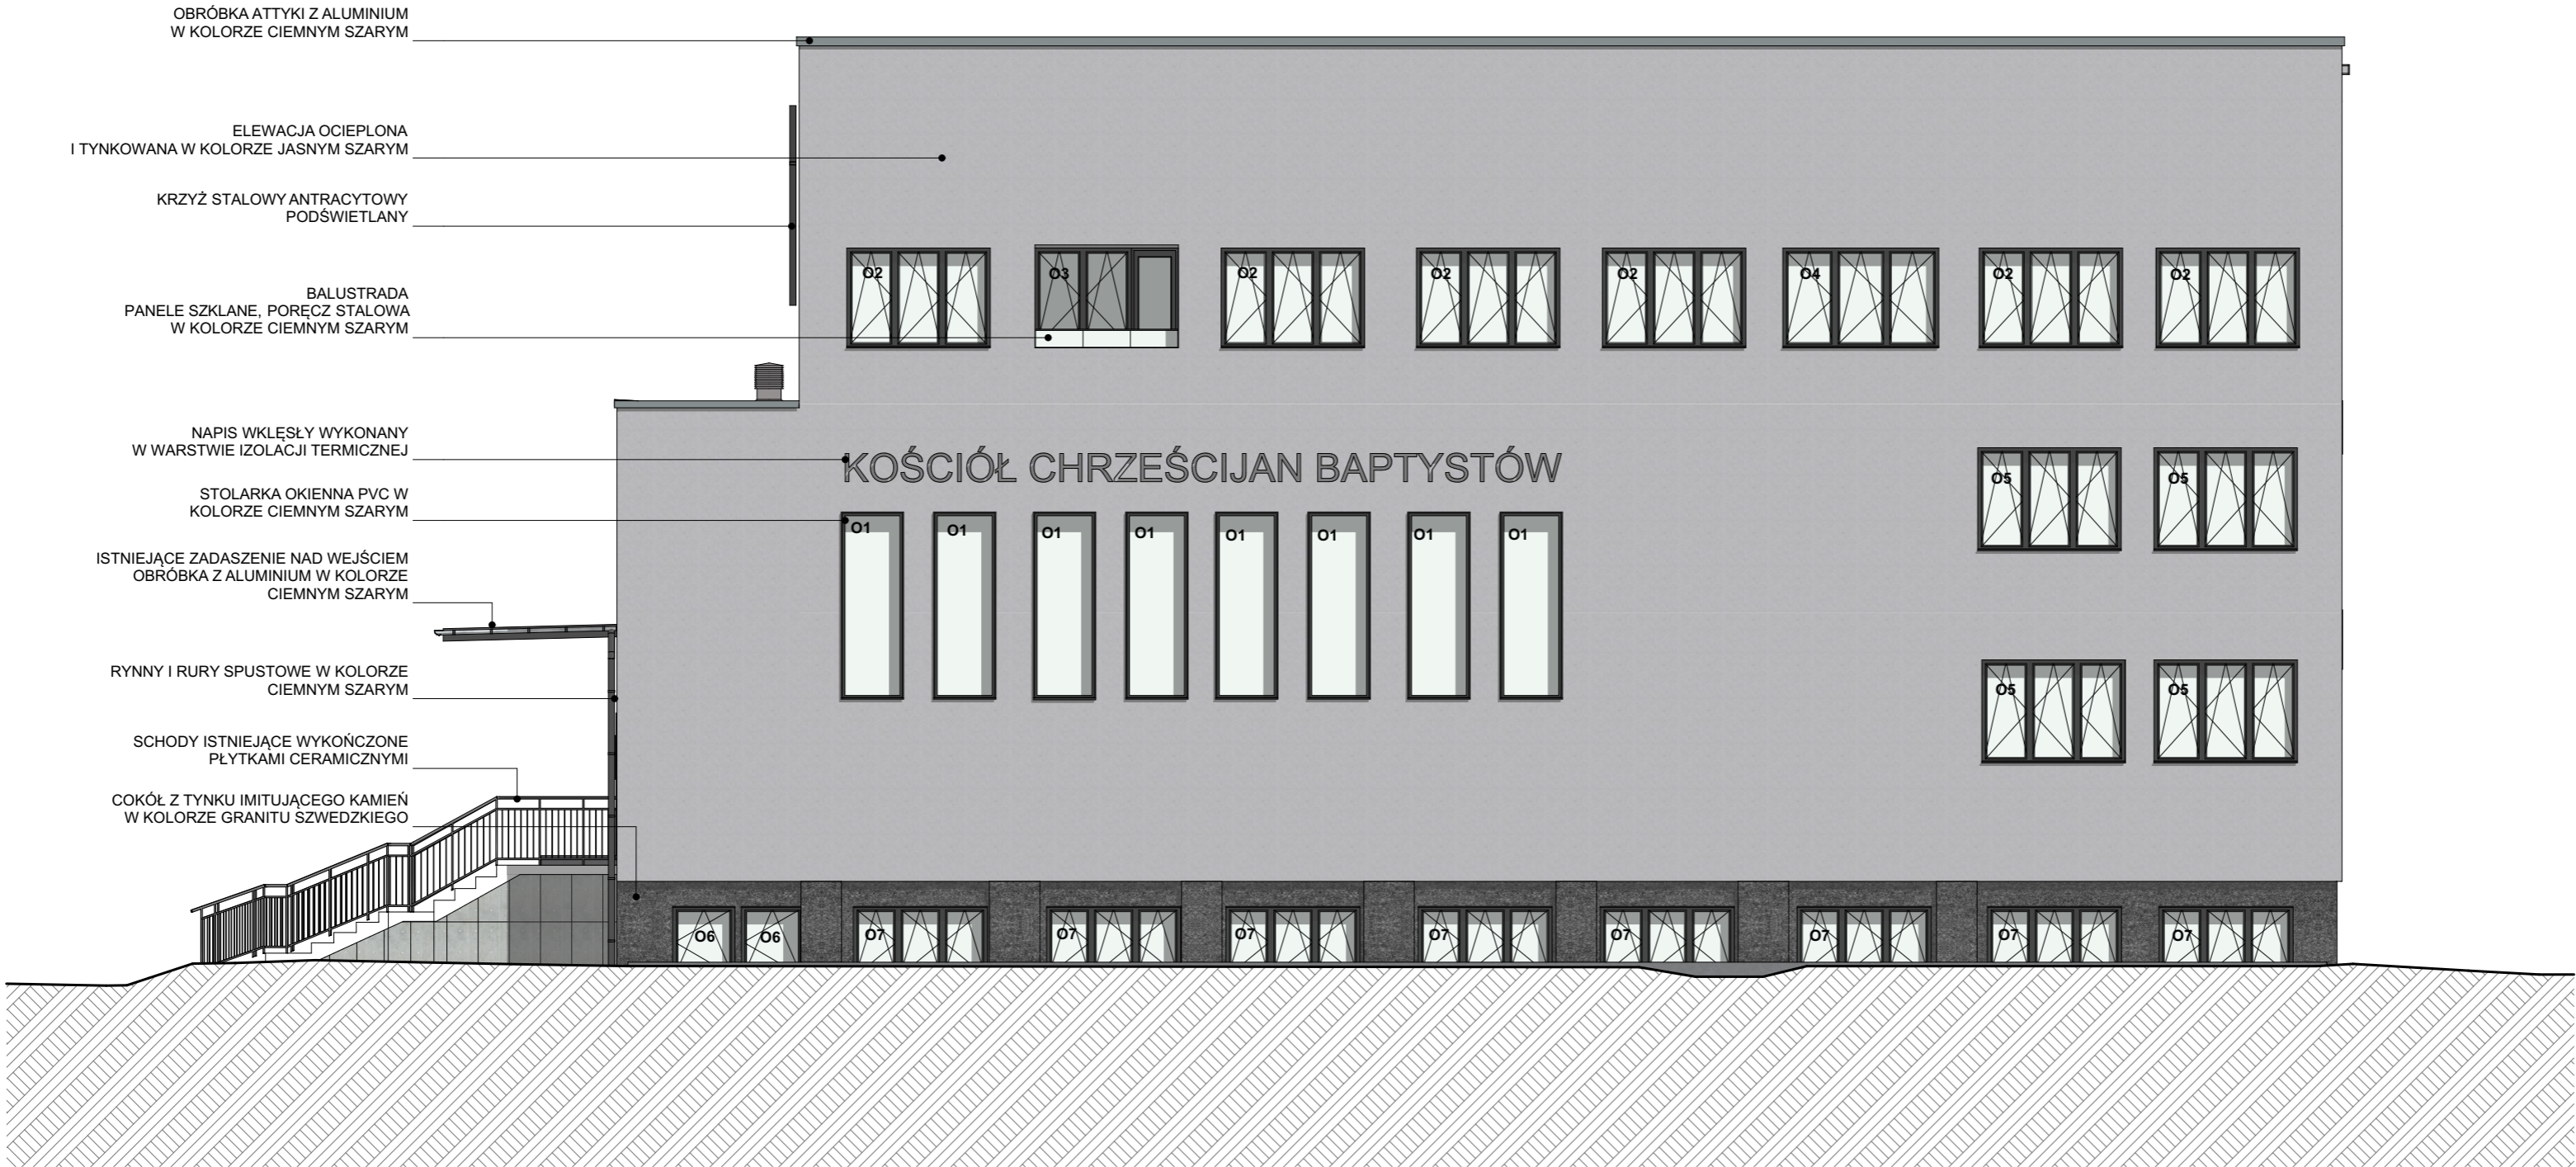 OBRÓBKA ATTYKI Z ALUMINIUM
W KOLORZE CIEMNYM SZARYM
ELEWACJA OCIEPLONA
I TYNKOWANA W KOLORZE JASNYM SZARYM
KRZYŻ STALOWY ANTRACYTOWY
PODŚWIETLANY
BALUSTRADA
PANELE SZKLANE, PORĘCZ STALOWA
W KOLORZE CIEMNYM SZARYM
NAPIS WKLĘSŁY WYKONANY
W WARSTWIE IZOLACJI TERMICZNEJ
STOLARKA OKIENNA PVC W
KOLORZE CIEMNYM SZARYM
ISTNIEJĄCE ZADASZENIE NAD WEJŚCIEM
OBRÓBKA Z ALUMINIUM W KOLORZE
CIEMNYM SZARYM
RYNNY I RURY SPUSTOWE W KOLORZE
CIEMNYM SZARYM
SCHODY ISTNIEJĄCE WYKOŃCZONE
PŁYTKAMI CERAMICZNYMI
COKÓŁ Z TYNKU IMITUJĄCEGO KAMIEŃ
W KOLORZE GRANITU SZWEDZKIEGO
O2 O3 O2 O2 O2 O4 O2 O2
KOŚCIÓŁ CHRZEŚCIJAN BAPTYSTÓW
O5 O5
O1 O1 O1 O1 O1 O1 O1 O1
O5 O5
O6 O6 O7 O7 O7 O7 O7 O7 O7 O7